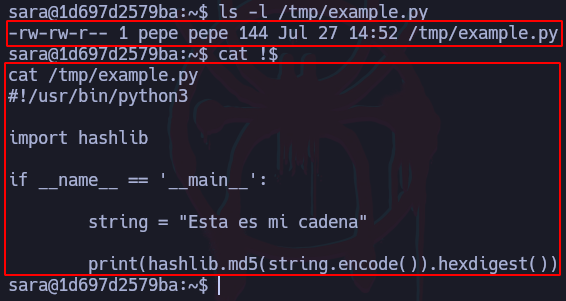 sara@1d697d2579ba:~$ ls -l /tmp/example.py
-rw-rw-r-- 1 pepe pepe 144 Jul 27 14:52 /tmp/example.py
sara@1d697d2579ba:~$ cat !$
cat /tmp/example.py
#!/usr/bin/python3

import hashlib

if __name__ == '__main__':

        string = "Esta es mi cadena"

        print(hashlib.md5(string.encode()).hexdigest())
sara@1d697d2579ba:~$